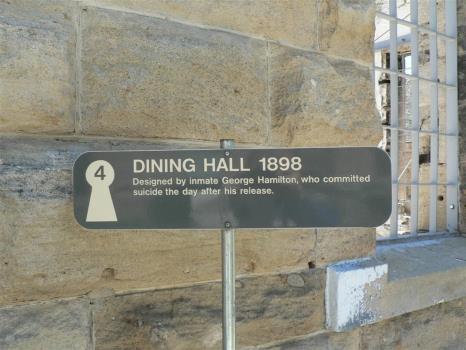 4
DINING HALL 1898
Designed by inmate George Hamilton, who committed
suicide the day after his release.